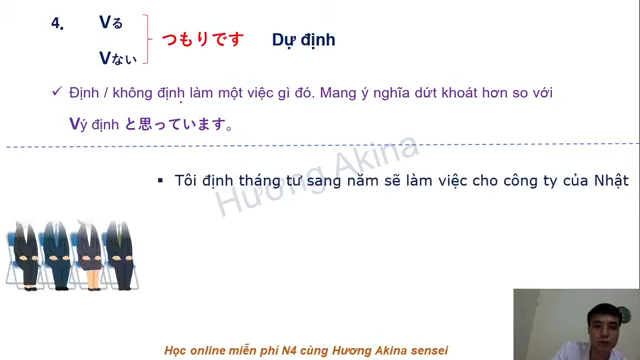 4. Vる
つもりです Dự định
Vない
✓ Định / không định làm một việc gì đó. Mang ý nghĩa dứt khoát hơn so với
Vý định と思っています。
▪ Tôi định tháng tư sang năm sẽ làm việc cho công ty của Nhật
Hương Akina
Học online miễn phí N4 cùng Hương Akina sensei